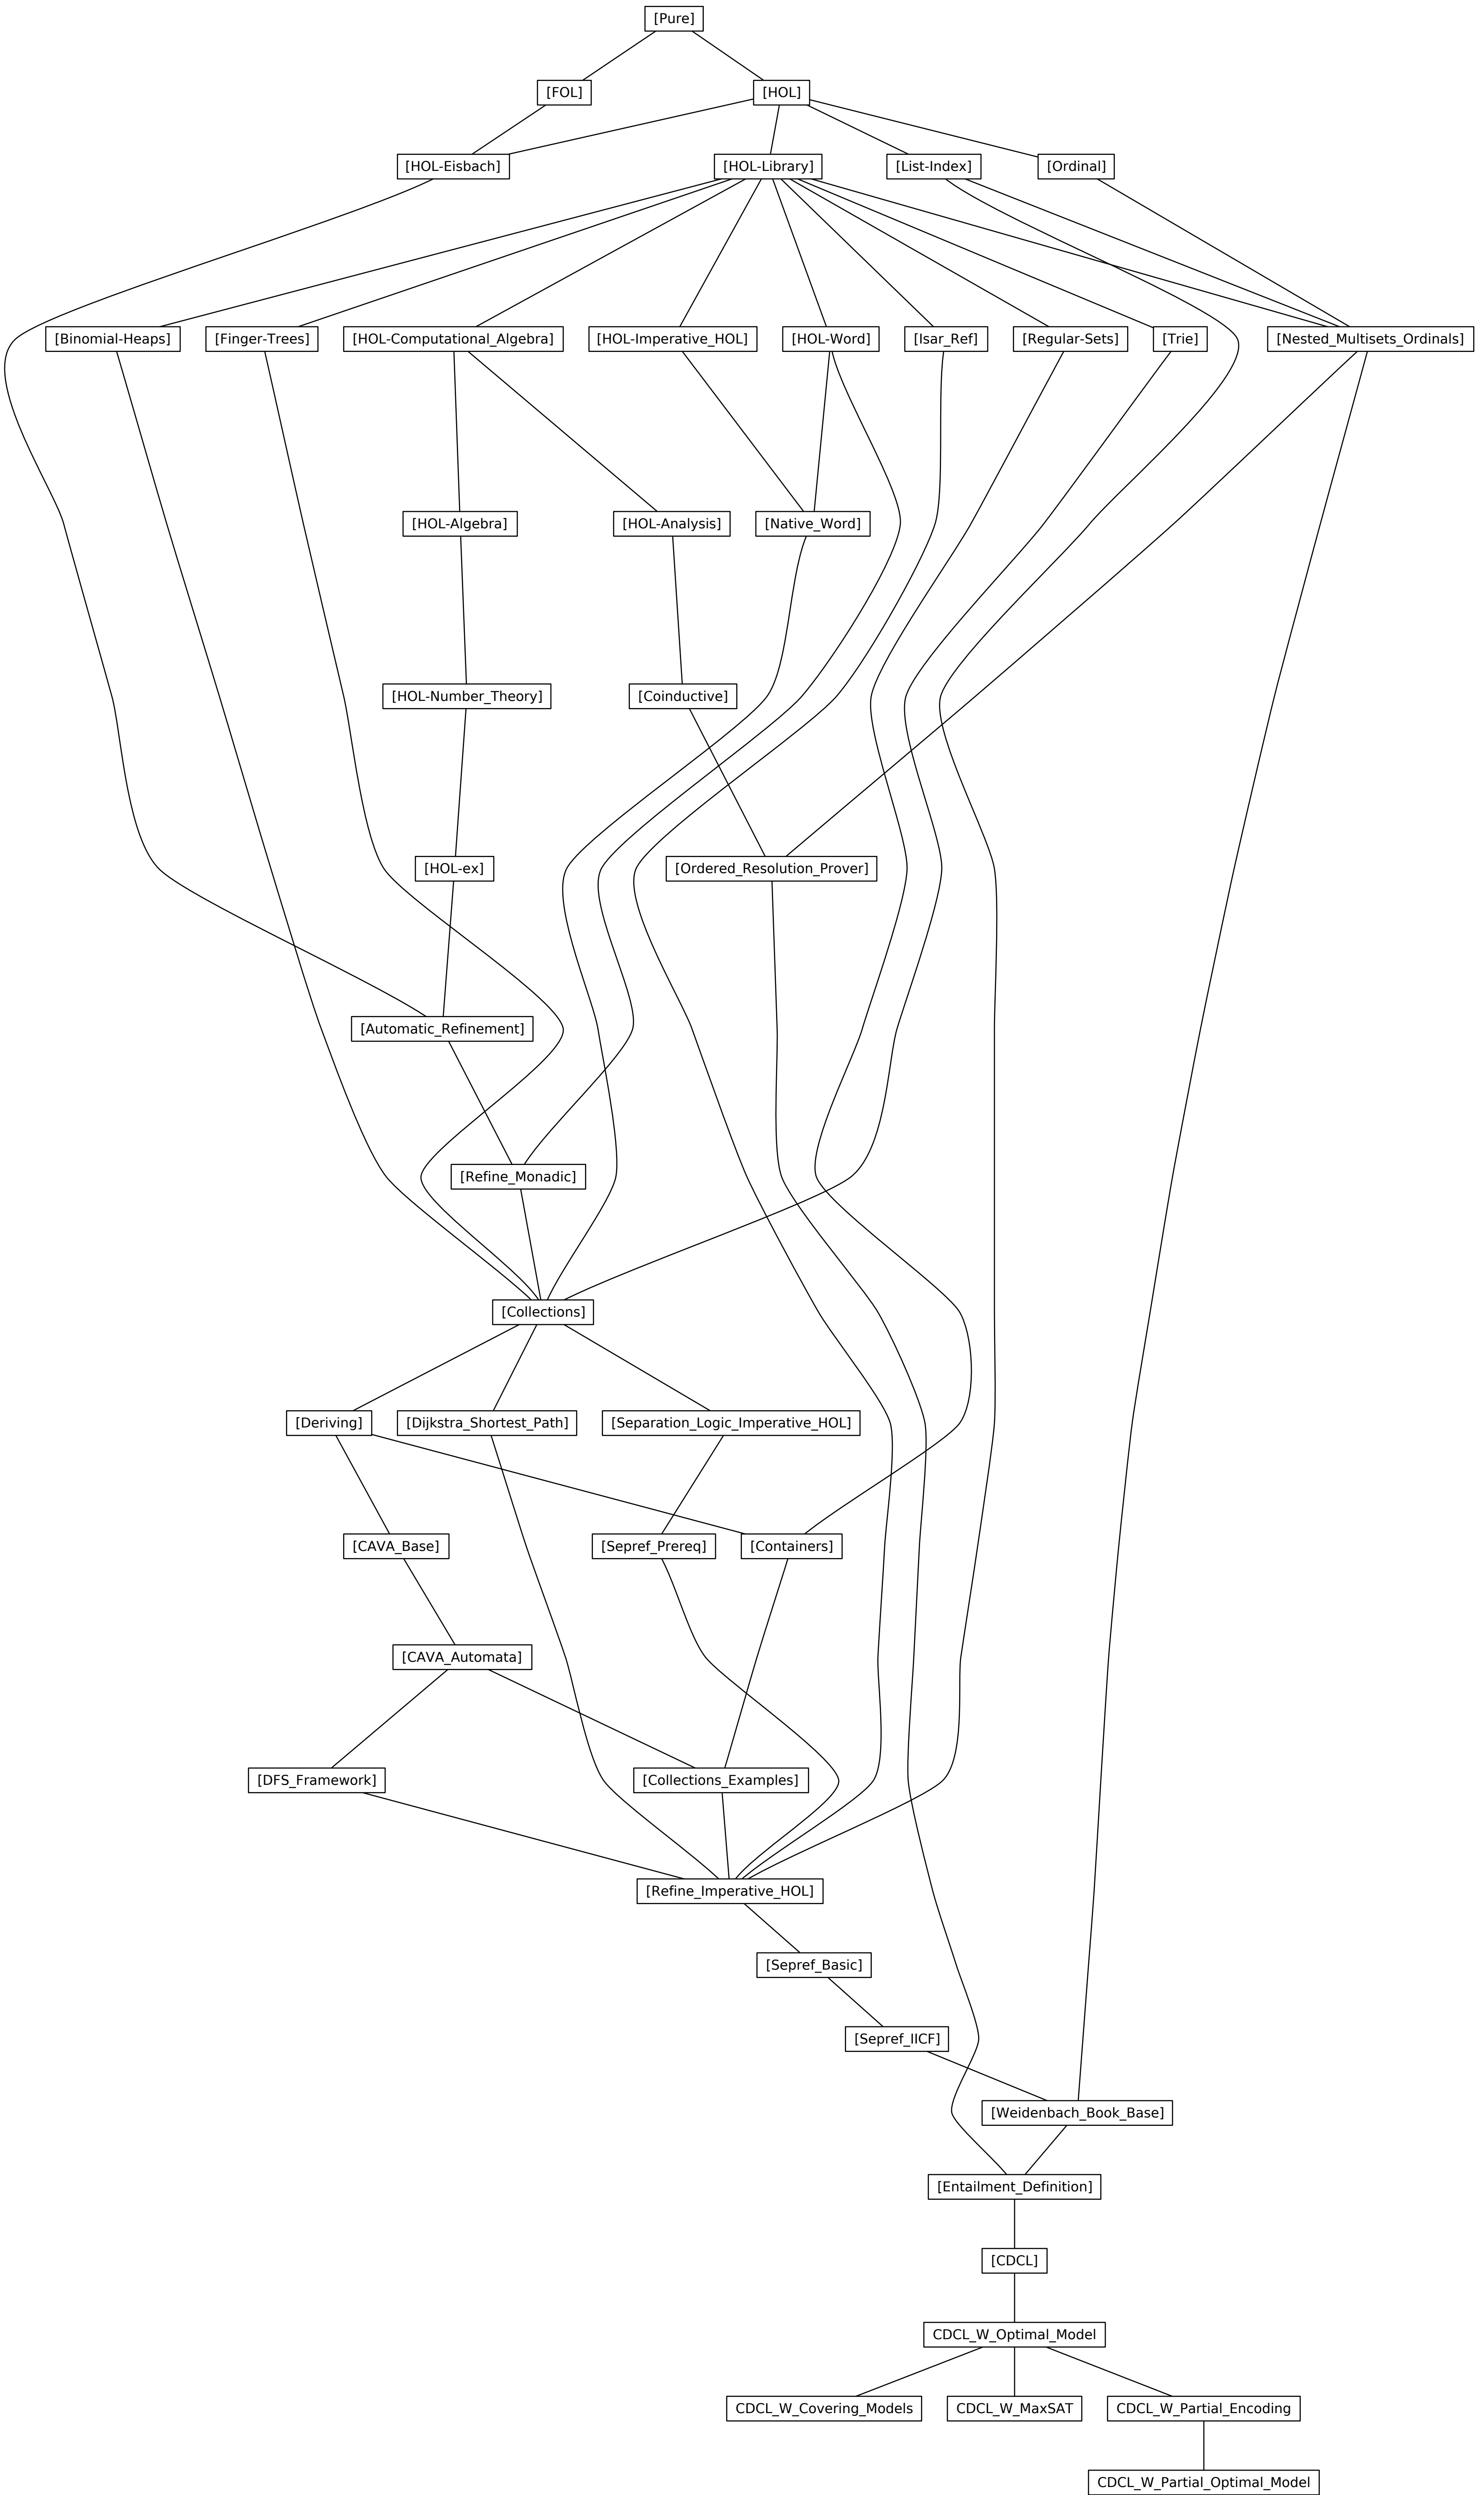 [Pure]
[FOL]
[HOL]
[HOL-Eisbach]
[HOL-Library]
[List-Index]
[Ordinal]
[Binomial-Heaps]
[Finger-Trees]
[HOL-Computational_Algebra]
[HOL-Imperative_HOL]
[HOL-Word]
[Isar_Ref]
[Regular-Sets]
[Trie]
[Nested_Multisets_Ordinals]
[HOL-Algebra]
[HOL-Analysis]
[Native_Word]
[HOL-Number_Theory]
[Coinductive]
[HOL-ex]
[Ordered_Resolution_Prover]
[Automatic_Refinement]
[Refine_Monadic]
[Collections]
[Deriving]
[Dijkstra_Shortest_Path]
[Separation_Logic_Imperative_HOL]
[CAVA_Base]
[Sepref_Prereq]
[Containers]
[CAVA_Automata]
[DFS_Framework]
[Collections_Examples]
[Refine_Imperative_HOL]
[Sepref_Basic]
[Sepref_IICF]
[Weidenbach_Book_Base]
[Entailment_Definition]
[CDCL]
CDCL_W_Optimal_Model
CDCL_W_Covering_Models
CDCL_W_MaxSAT
CDCL_W_Partial_Encoding
CDCL_W_Partial_Optimal_Model